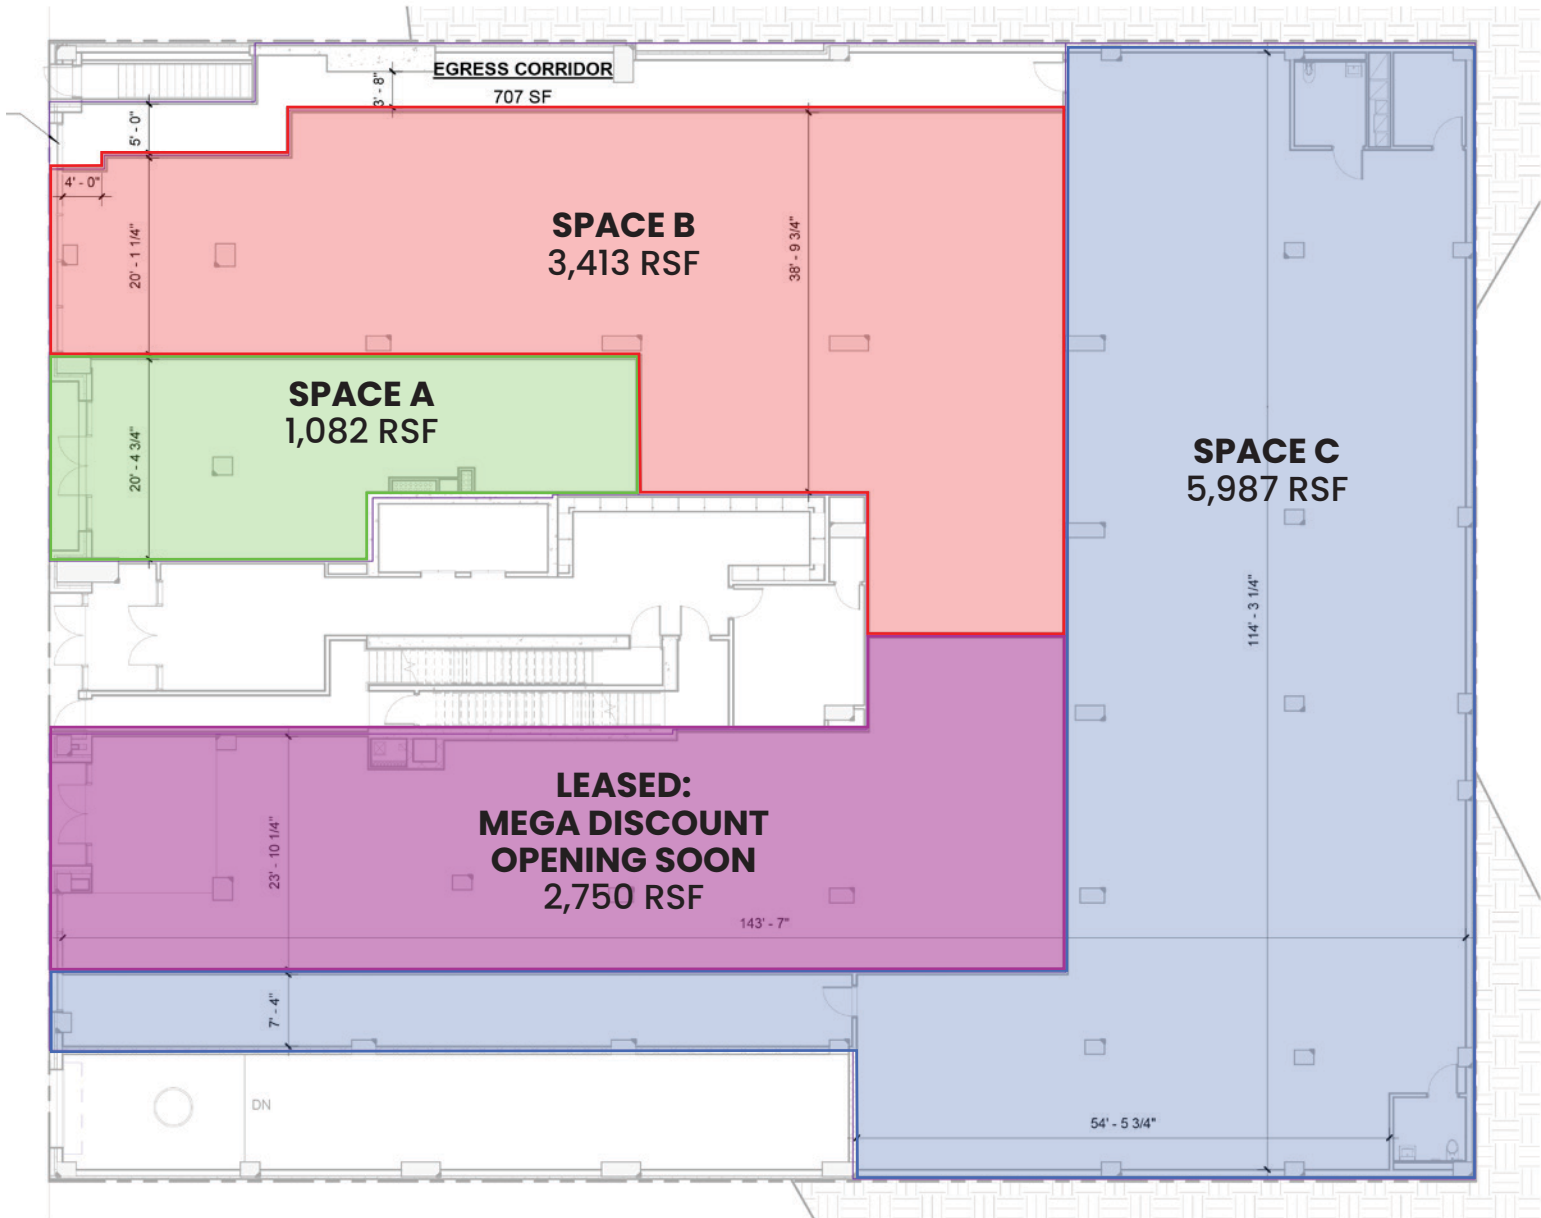 EGRESS CORRIDOR
707 SF
3' - 8"
5' - 0"
4' - 0"
20' - 1 1/4"
SPACE B
3,413 RSF
38' - 9 3/4"
SPACE A
1,082 RSF
20' - 4 3/4"
SPACE C
5,987 RSF
114' - 3 1/4"
LEASED:
MEGA DISCOUNT
OPENING SOON
2,750 RSF
23' - 10 1/4"
143' - 7"
7' - 4"
DN
54' - 5 3/4"